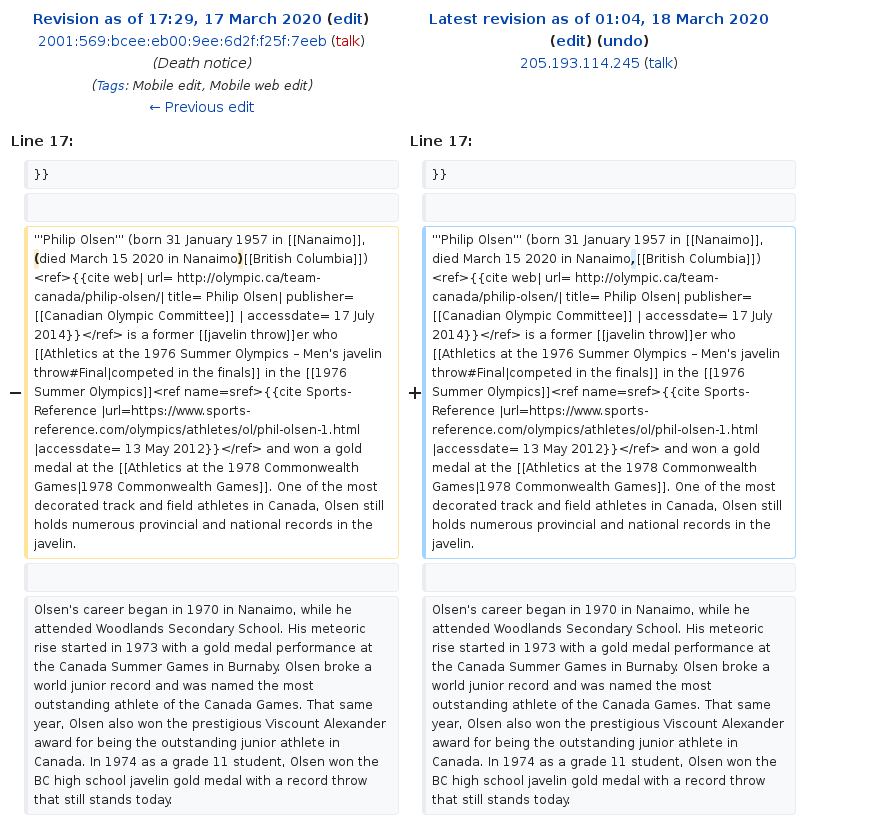 Revision as of 17:29, 17 March 2020 (edit)
2001:569:bcee:eb00:9ee:6d2f:f25f:7eeb (talk)
(Death notice)
(Tags: Mobile edit, Mobile web edit)
← Previous edit
Latest revision as of 01:04, 18 March 2020
(edit) (undo)
205.193.114.245 (talk)
Line 17:
}}
−
'''Philip Olsen''' (born 31 January 1957 in [[Nanaimo]],
(died March 15 2020 in Nanaimo)[[British Columbia]])
<ref>{{cite web| url= http://olympic.ca/team-
canada/philip-olsen/| title= Philip Olsen| publisher=
[[Canadian Olympic Committee]] | accessdate= 17 July
2014}}</ref> is a former [[javelin throw]]er who
[[Athletics at the 1976 Summer Olympics – Men's javelin
throw#Final|competed in the finals]] in the [[1976
Summer Olympics]]<ref name=sref>{{cite Sports-
Reference |url=https://www.sports-
reference.com/olympics/athletes/ol/phil-olsen-1.html
|accessdate= 13 May 2012}}</ref> and won a gold
medal at the [[Athletics at the 1978 Commonwealth
Games|1978 Commonwealth Games]]. One of the most
decorated track and field athletes in Canada, Olsen still
holds numerous provincial and national records in the
javelin.
Olsen's career began in 1970 in Nanaimo, while he
attended Woodlands Secondary School. His meteoric
rise started in 1973 with a gold medal performance at
the Canada Summer Games in Burnaby. Olsen broke a
world junior record and was named the most
outstanding athlete of the Canada Games. That same
year, Olsen also won the prestigious Viscount Alexander
award for being the outstanding junior athlete in
Canada. In 1974 as a grade 11 student, Olsen won the
BC high school javelin gold medal with a record throw
that still stands today.
Line 17:
}}
+
'''Philip Olsen''' (born 31 January 1957 in [[Nanaimo]],
died March 15 2020 in Nanaimo,[[British Columbia]])
<ref>{{cite web| url= http://olympic.ca/team-
canada/philip-olsen/| title= Philip Olsen| publisher=
[[Canadian Olympic Committee]] | accessdate= 17 July
2014}}</ref> is a former [[javelin throw]]er who
[[Athletics at the 1976 Summer Olympics – Men's javelin
throw#Final|competed in the finals]] in the [[1976
Summer Olympics]]<ref name=sref>{{cite Sports-
Reference |url=https://www.sports-
reference.com/olympics/athletes/ol/phil-olsen-1.html
|accessdate= 13 May 2012}}</ref> and won a gold
medal at the [[Athletics at the 1978 Commonwealth
Games|1978 Commonwealth Games]]. One of the most
decorated track and field athletes in Canada, Olsen still
holds numerous provincial and national records in the
javelin.
Olsen's career began in 1970 in Nanaimo, while he
attended Woodlands Secondary School. His meteoric
rise started in 1973 with a gold medal performance at
the Canada Summer Games in Burnaby. Olsen broke a
world junior record and was named the most
outstanding athlete of the Canada Games. That same
year, Olsen also won the prestigious Viscount Alexander
award for being the outstanding junior athlete in
Canada. In 1974 as a grade 11 student, Olsen won the
BC high school javelin gold medal with a record throw
that still stands today.